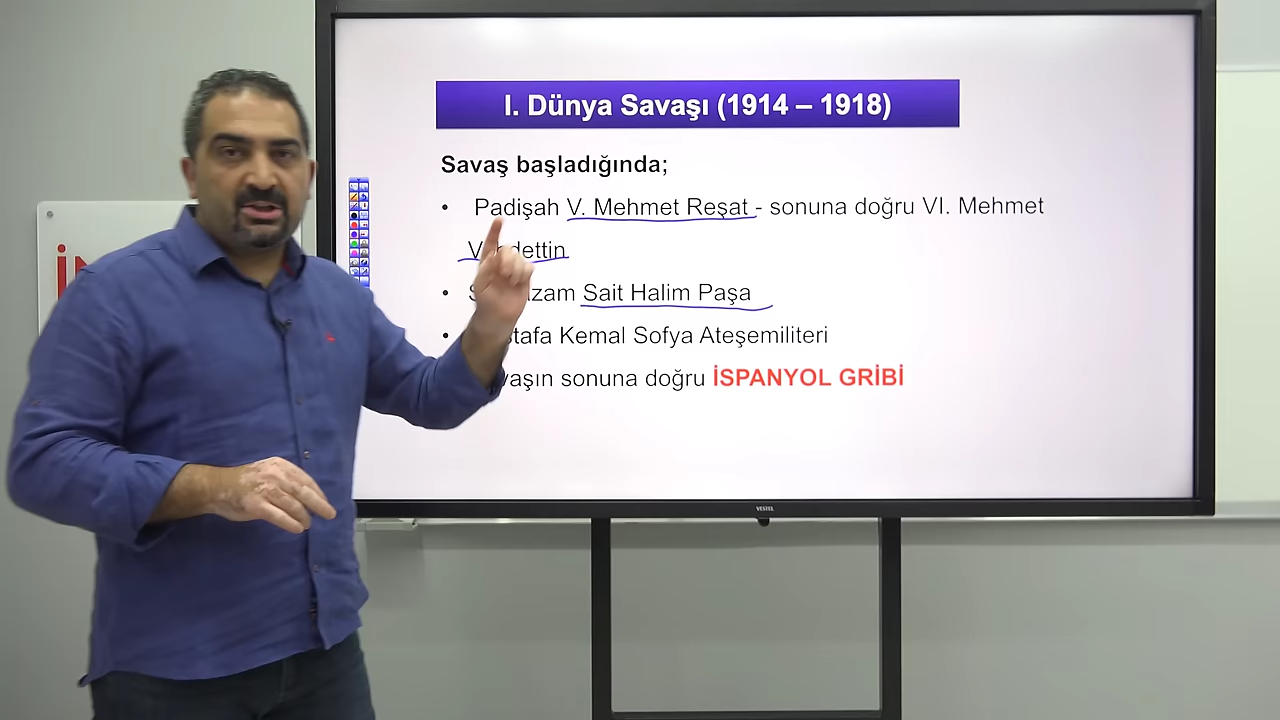 I. Dünya Savaşı (1914 – 1918)
Savaş başladığında;
• Padişah V. Mehmet Reşat - sonuna doğru VI. Mehmet
• Sait Halim Paşa
• Kemal Sofya Ateşemiliteri
sonuna doğru İSPANYOL GRİBİ
VESTEL